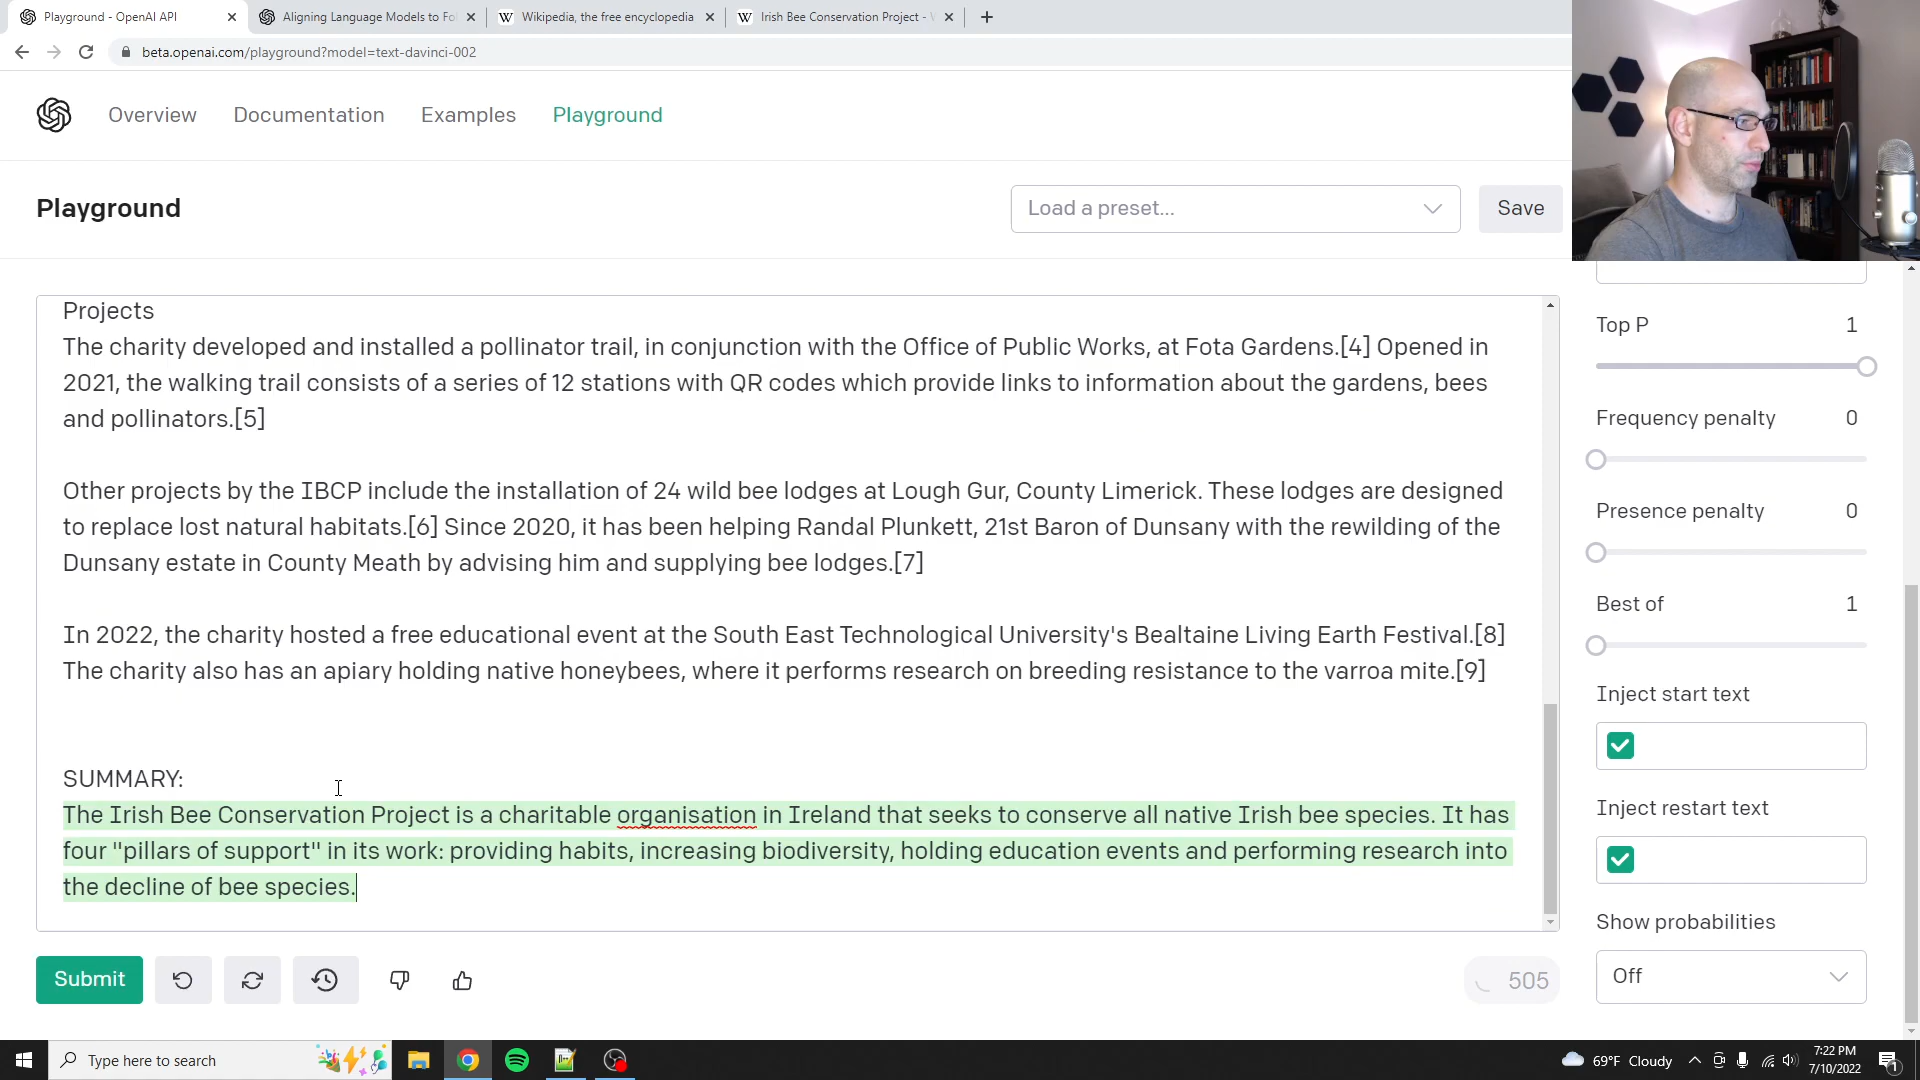 Playground - OpenAI API
Aligning Language Models to Fo
Wikipedia, the free encyclopedia
Irish Bee Conservation Project -
beta.openai.com/playground?model=text-davinci-002
Overview
Documentation
Examples
Playground
Playground
Load a preset...
Save
Projects
The charity developed and installed a pollinator trail, in conjunction with the Office of Public Works, at Fota Gardens.[4] Opened in
2021, the walking trail consists of a series of 12 stations with QR codes which provide links to information about the gardens, bees
and pollinators.[5]
Other projects by the IBCP include the installation of 24 wild bee lodges at Lough Gur, County Limerick. These lodges are designed
to replace lost natural habitats.[6] Since 2020, it has been helping Randal Plunkett, 21st Baron of Dunsany with the rewilding of the
Dunsany estate in County Meath by advising him and supplying bee lodges.[7]
In 2022, the charity hosted a free educational event at the South East Technological University's Bealtaine Living Earth Festival.[8]
The charity also has an apiary holding native honeybees, where it performs research on breeding resistance to the varroa mite.[9]
SUMMARY:
The Irish Bee Conservation Project is a charitable organisation in Ireland that seeks to conserve all native Irish bee species. It has
four "pillars of support" in its work: providing habits, increasing biodiversity, holding education events and performing research into
the decline of bee species.
Submit
505
Top P 1
Frequency penalty 0
Presence penalty 0
Best of 1
Inject start text
Inject restart text
Show probabilities
Off
Type here to search
69°F Cloudy
7:22 PM
7/10/2022
1